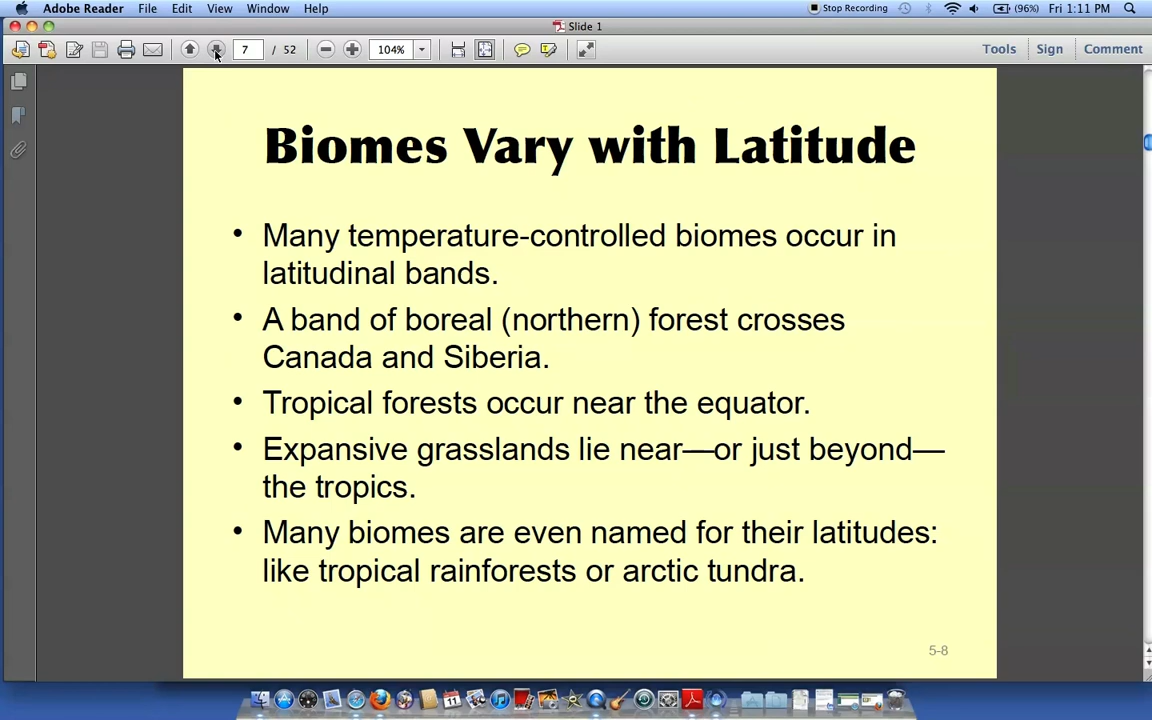 Adobe Reader File Edit View Window Help Stop Recording (96%) Fri 1:11 PM
Slide 1
7 / 52 104% Tools Sign Comment
Biomes Vary with Latitude
• Many temperature-controlled biomes occur in
latitudinal bands.
• A band of boreal (northern) forest crosses
Canada and Siberia.
• Tropical forests occur near the equator.
• Expansive grasslands lie near—or just beyond—
the tropics.
• Many biomes are even named for their latitudes:
like tropical rainforests or arctic tundra.
5-8